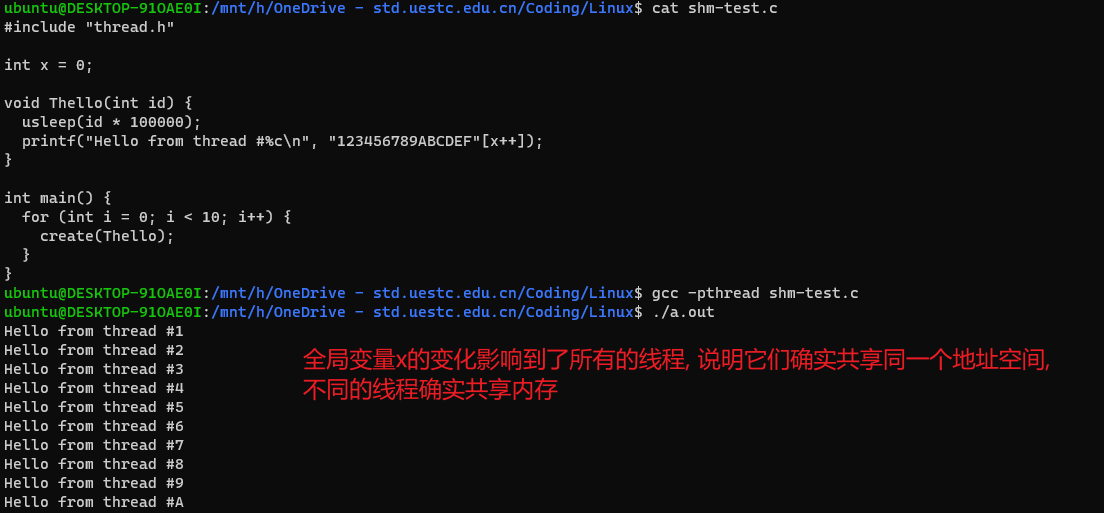 ubuntu@DESKTOP-91OAE0I:/mnt/h/OneDrive - std.uestc.edu.cn/Coding/Linux$ cat shm-test.c
#include "thread.h"
int x = 0;
void Thello(int id) {
  usleep(id * 100000);
  printf("Hello from thread #%c\n", "123456789ABCDEF"[x++]);
}
int main() {
  for (int i = 0; i < 10; i++) {
    create(Thello);
  }
}
ubuntu@DESKTOP-91OAE0I:/mnt/h/OneDrive - std.uestc.edu.cn/Coding/Linux$ gcc -pthread shm-test.c
ubuntu@DESKTOP-91OAE0I:/mnt/h/OneDrive - std.uestc.edu.cn/Coding/Linux$ ./a.out
Hello from thread #1
Hello from thread #2
Hello from thread #3
Hello from thread #4
Hello from thread #5
Hello from thread #6
Hello from thread #7
Hello from thread #8
Hello from thread #9
Hello from thread #A
全局变量x的变化影响到了所有的线程, 说明它们确实共享同一个地址空间,
不同的线程确实共享内存